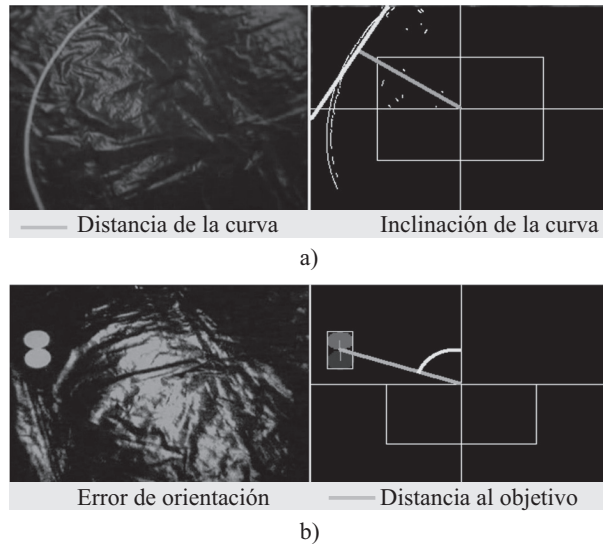 Distancia de la curva
Inclinación de la curva
a)
Error de orientación
Distancia al objetivo
b)